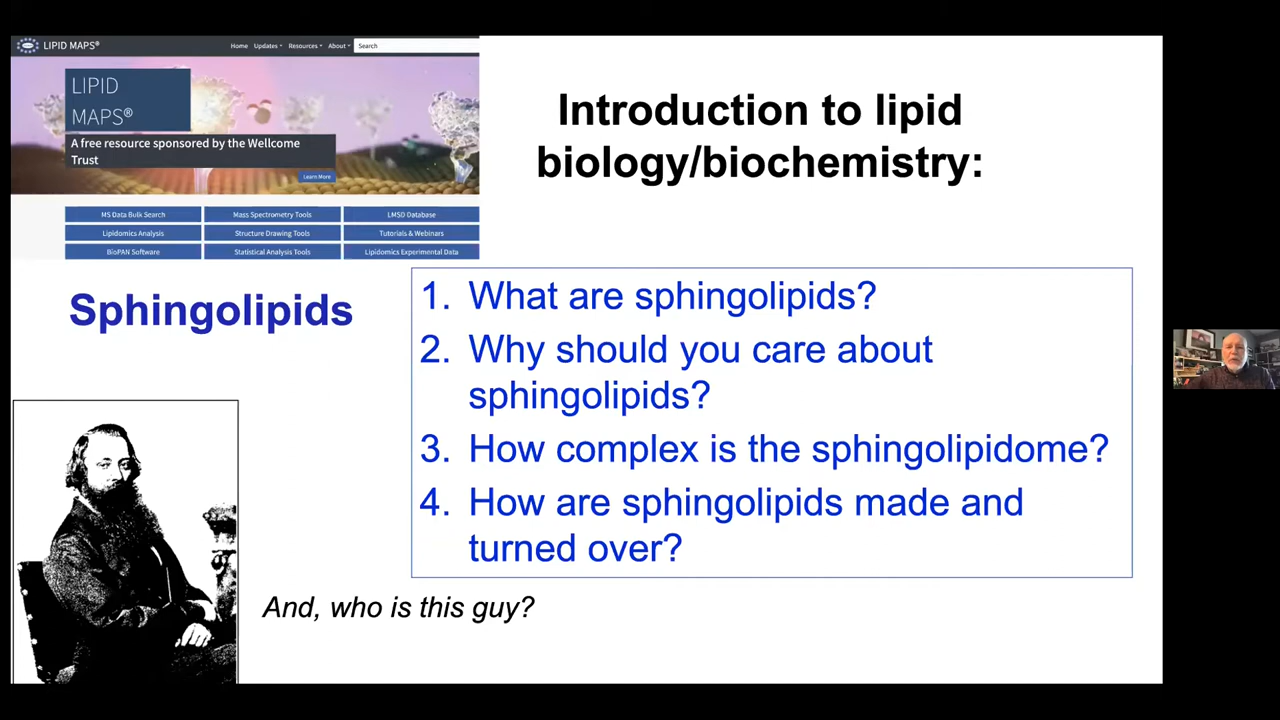 LIPID MAPS®
Home Updates Resources About Search
LIPID
MAPS®
A free resource sponsored by the Wellcome
Trust
Learn More
MS Data Bulk Search Mass Spectrometry Tools LMSD Database
Lipidomics Analysis Structure Drawing Tools Tutorials & Webinars
BioPAN Software Statistical Analysis Tools Lipidomics Experimental Data
Introduction to lipid
biology/biochemistry:
Sphingolipids
1. What are sphingolipids?
2. Why should you care about
sphingolipids?
3. How complex is the sphingolipidome?
4. How are sphingolipids made and
turned over?
And, who is this guy?